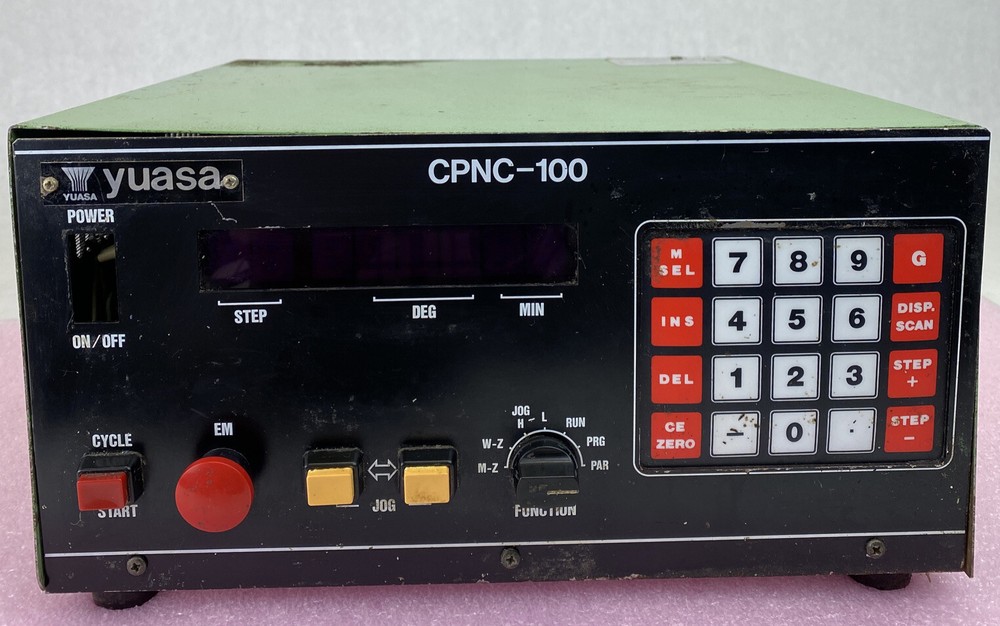 YUASA yuasa
CPNC-100
POWER
ON/OFF
STEP
DEG
MIN
M SEL
7
8
9
G
INS
4
5
6
DISP. SCAN
DEL
1
2
3
STEP +
CE ZERO
-
0
.
STEP -
CYCLE
START
EM
JOG
JOG
H
L
RUN
W-Z
PRG
M-Z
PAR
FUNCTION